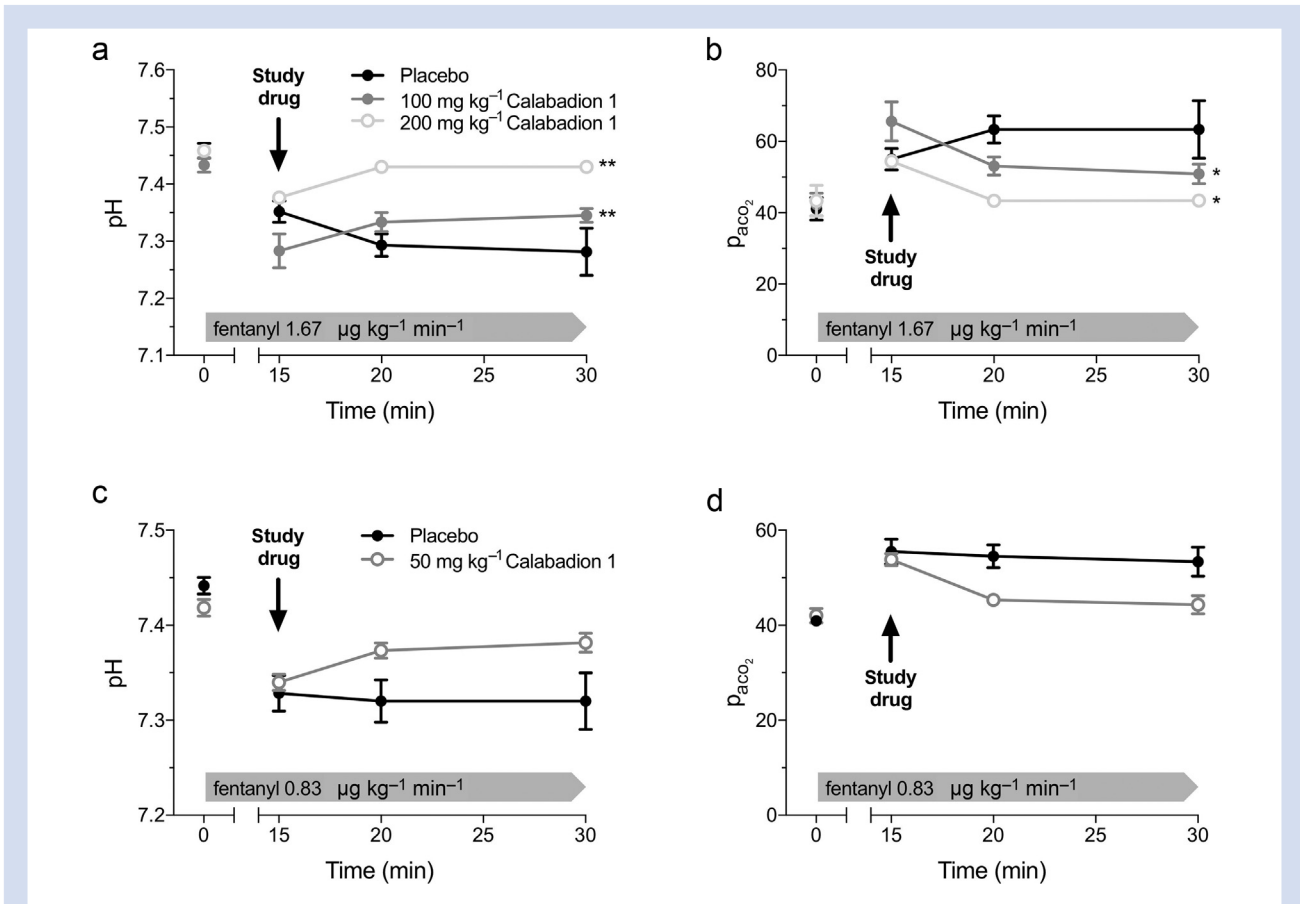 a
7.6
7.5
7.4
7.3
7.2
7.1
pH
Study
drug
Placebo
100 mg kg⁻¹ Calabadion 1
200 mg kg⁻¹ Calabadion 1
**
**
fentanyl 1.67 µg kg⁻¹ min⁻¹
0 15 20 25 30
Time (min)
b
80
60
40
20
0
pₐco₂
Study
drug
*
*
fentanyl 1.67 µg kg⁻¹ min⁻¹
0 15 20 25 30
Time (min)
c
7.5
7.4
7.3
7.2
pH
Study
drug
Placebo
50 mg kg⁻¹ Calabadion 1
fentanyl 0.83 µg kg⁻¹ min⁻¹
0 15 20 25 30
Time (min)
d
60
40
20
0
pₐco₂
Study
drug
fentanyl 0.83 µg kg⁻¹ min⁻¹
0 15 20 25 30
Time (min)